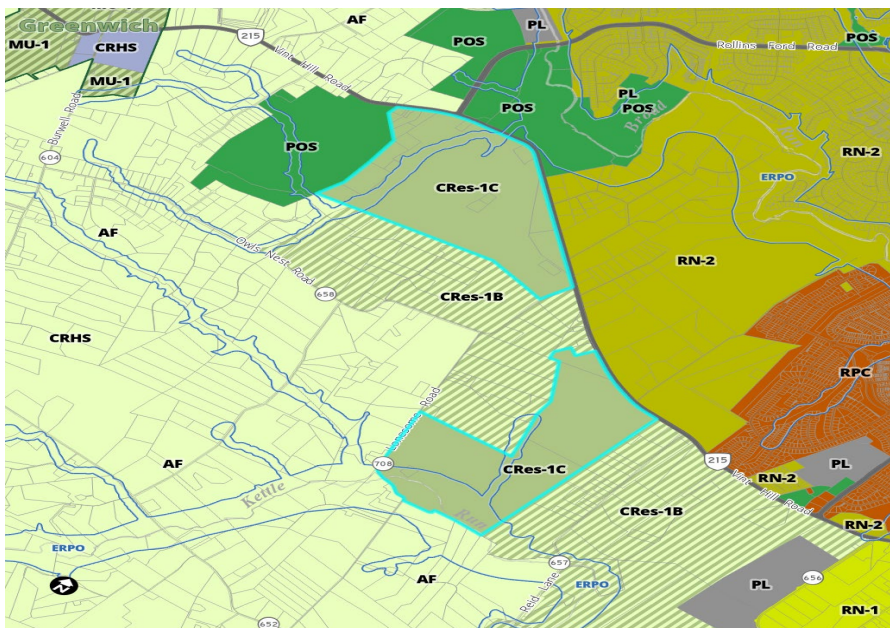 Greenwich
MU-1
CRHS
MU-1
AF
215
Vint Hill Road
POS
PL
Rollins Ford Road
POS
POS
PL
POS
Broad
Run
RN-2
ERPO
Burwell Road
604
POS
CRes-1C
AF
Owls Nest Road
658
RN-2
CRes-1B
CRHS
RPC
Lonesome Road
708
AF
CRes-1C
215
Vint Hill Road
RN-2
PL
Kettle
Run
CRes-1B
RN-2
ERPO
657
Reid Lane
AF
ERPO
PL
656
RN-1
652